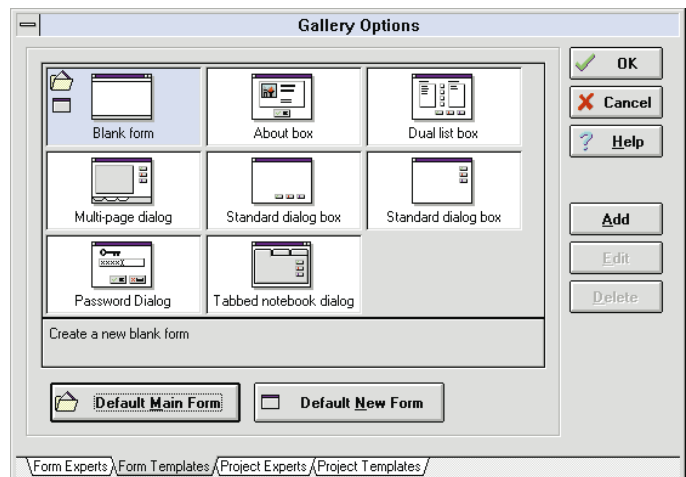 Gallery Options
Blank form
About box
Dual list box
Multi-page dialog
Standard dialog box
Standard dialog box
Password Dialog
Tabbed notebook dialog
Create a new blank form
Default Main Form
Default New Form
OK
Cancel
Help
Add
Edit
Delete
Form Experts
Form Templates
Project Experts
Project Templates